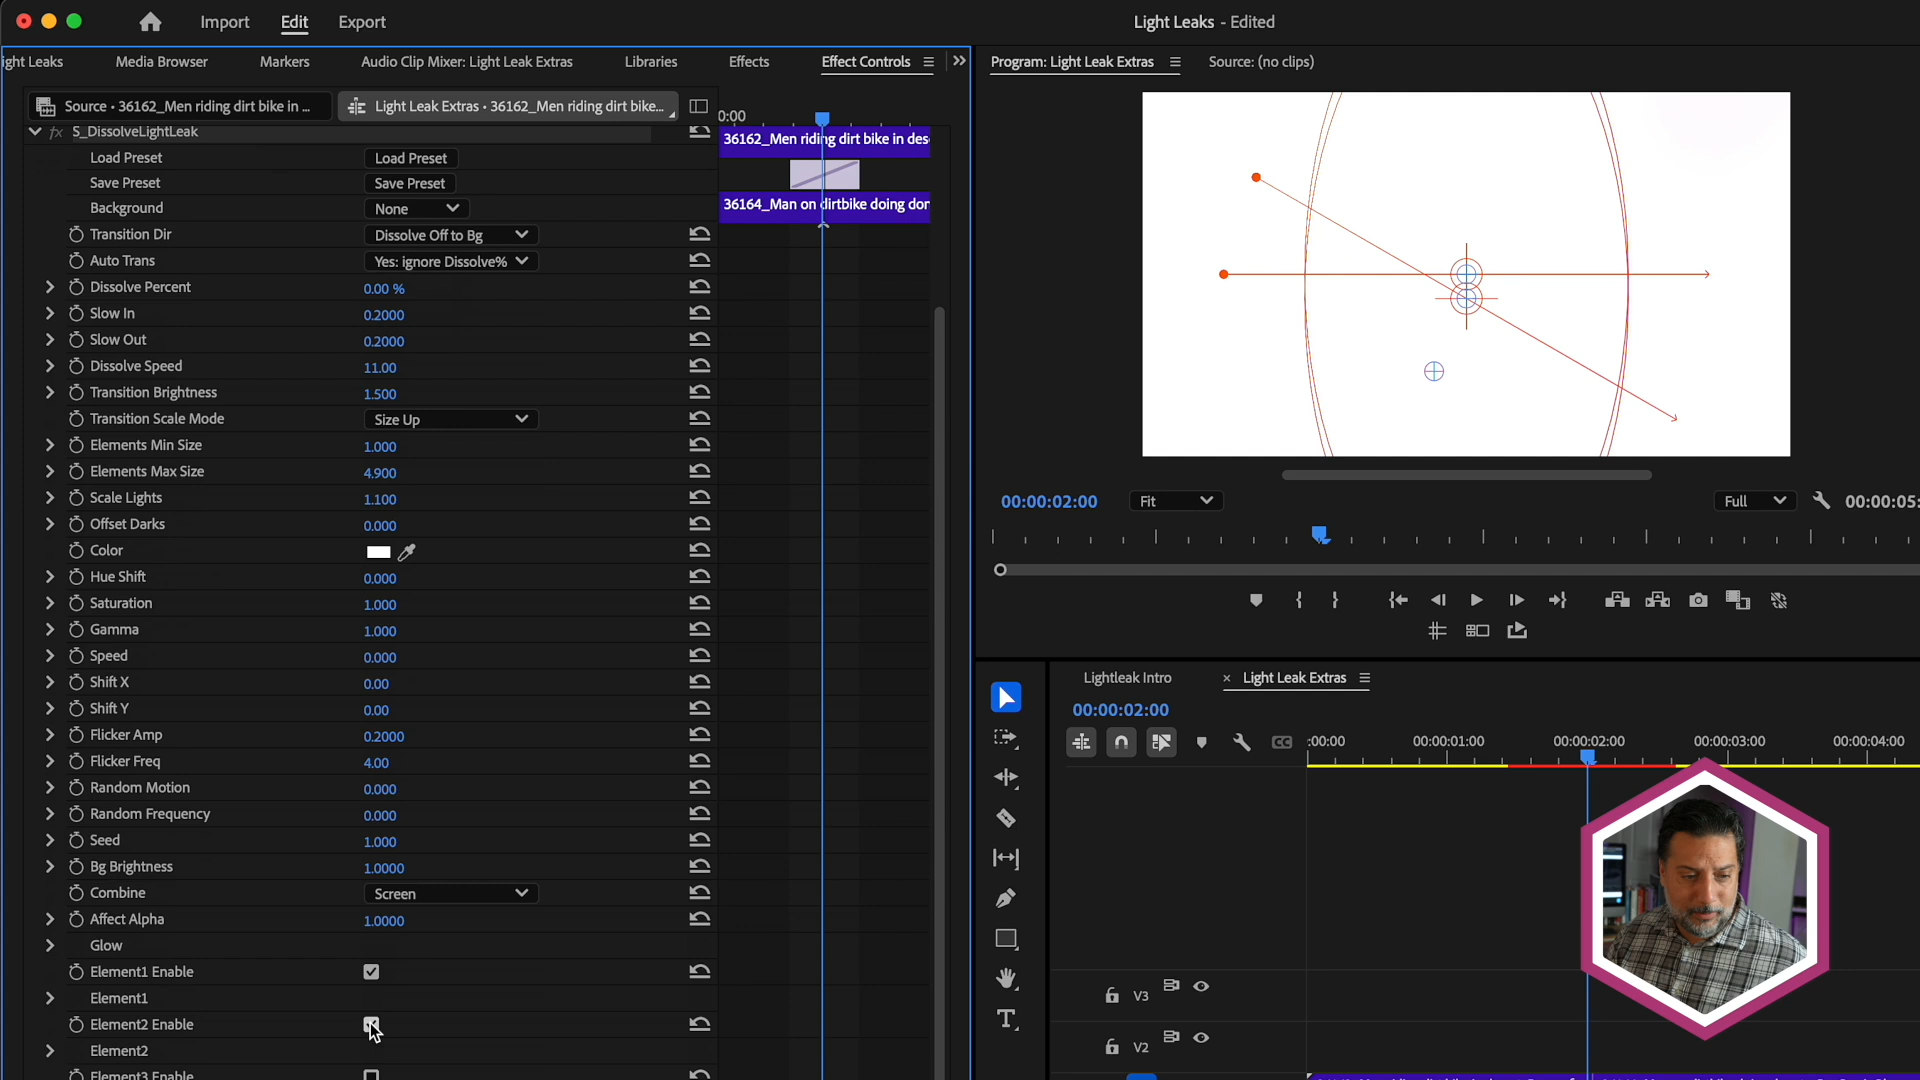 Import Edit Export
Light Leaks - Edited
ight Leaks Media Browser Markers Audio Clip Mixer: Light Leak Extras Libraries Effects Effect Controls
Program: Light Leak Extras Source: (no clips)
Source • 36162_Men riding dirt bike in ... Light Leak Extras • 36162_Men riding dirt bike...
0:00
fx S_DissolveLightLeak
36162_Men riding dirt bike in des
Load Preset Load Preset
Save Preset Save Preset
Background None
36164_Man on dirtbike doing don
Transition Dir Dissolve Off to Bg
Auto Trans Yes: ignore Dissolve%
Dissolve Percent 0.00 %
Slow In 0.2000
Slow Out 0.2000
Dissolve Speed 11.00
Transition Brightness 1.500
Transition Scale Mode Size Up
Elements Min Size 1.000
Elements Max Size 4.900
Scale Lights 1.100
Offset Darks 0.000
Color
Hue Shift 0.000
Saturation 1.000
Gamma 1.000
Speed 0.000
Shift X 0.00
Shift Y 0.00
Flicker Amp 0.2000
Flicker Freq 4.00
Random Motion 0.000
Random Frequency 0.000
Seed 1.000
Bg Brightness 1.0000
Combine Screen
Affect Alpha 1.0000
Glow
Element1 Enable
Element1
Element2 Enable
Element2
Element3 Enable
00:00:02:00 Fit Full 00:00:05:
Lightleak Intro × Light Leak Extras
00:00:02:00
CC
:00:00 00:00:01:00 00:00:02:00 00:00:03:00 00:00:04:00
V3
V2